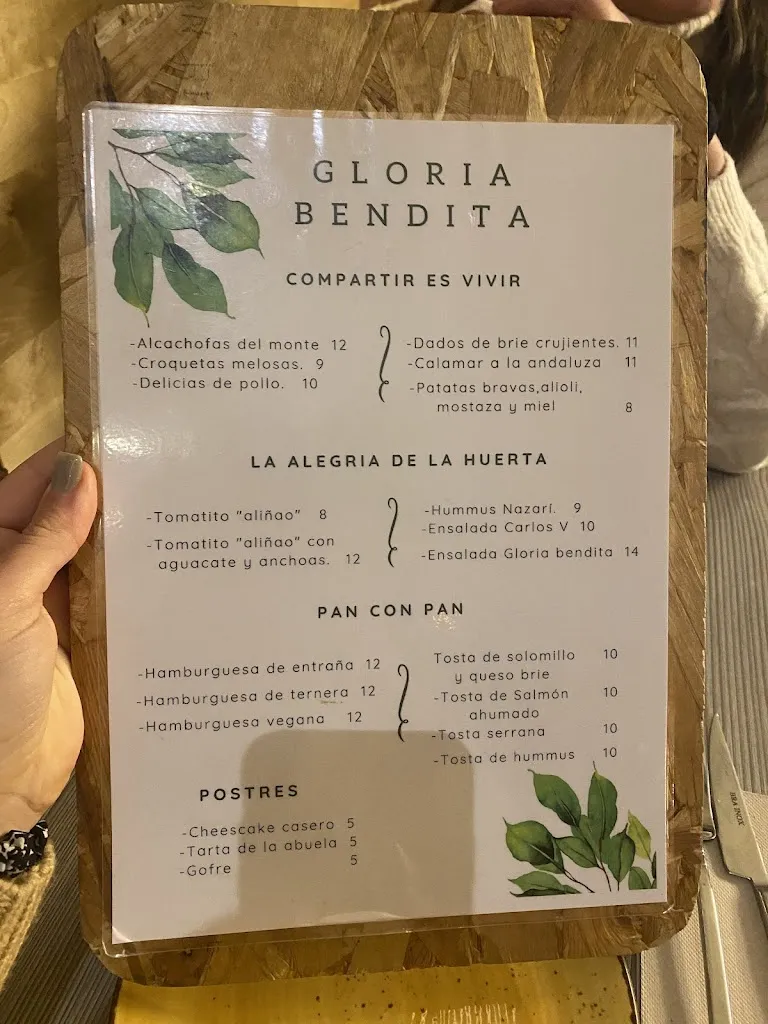 GLORIA
BENDITA
COMPARTIR ES VIVIR
-Alcachofas del monte 12
-Croquetas melosas. 9
-Delicias de pollo. 10
-Dados de brie crujientes. 11
-Calamar a la andaluza 11
-Patatas bravas,alioli,
mostaza y miel 8
LA ALEGRIA DE LA HUERTA
-Tomatito "aliñao" 8
-Tomatito "aliñao" con
aguacate y anchoas. 12
-Hummus Nazarí. 9
-Ensalada Carlos V 10
-Ensalada Gloria bendita 14
PAN CON PAN
-Hamburguesa de entraña 12
-Hamburguesa de ternera 12
-Hamburguesa vegana 12
Tosta de solomillo 10
y queso brie
-Tosta de Salmón 10
ahumado
-Tosta serrana 10
-Tosta de hummus 10
POSTRES
-Cheescake casero 5
-Tarta de la abuela 5
-Gofre 5